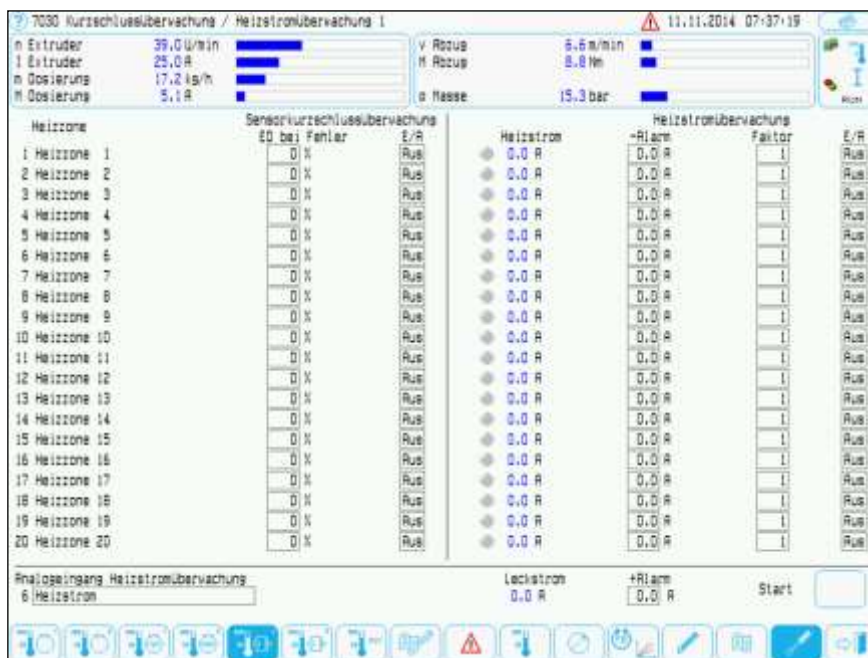 ? 7030 Kurzschlussübervachung / Heizstromübervachung 1 11.11.2014 07:37:19
n Extruder 39.0 U/min v Abzug 6.6 m/min
I Extruder 25.0 A M Abzug 8.8 Nm
m Dosierung 17.2 kg/h
M Dosierung 5.1 A p Masse 15.3 bar
Heizzone Sensorkurzschlussübervachung Heizstromübervachung
EQ bei Fehler E/A Heizstrom -Alarm Faktor E/A
1 Heizzone 1 0 % Aus 0.0 A 0.0 A 1 Aus
2 Heizzone 2 0 % Aus 0.0 A 0.0 A 1 Aus
3 Heizzone 3 0 % Aus 0.0 A 0.0 A 1 Aus
4 Heizzone 4 0 % Aus 0.0 A 0.0 A 1 Aus
5 Heizzone 5 0 % Aus 0.0 A 0.0 A 1 Aus
6 Heizzone 6 0 % Aus 0.0 A 0.0 A 1 Aus
7 Heizzone 7 0 % Aus 0.0 A 0.0 A 1 Aus
8 Heizzone 8 0 % Aus 0.0 A 0.0 A 1 Aus
9 Heizzone 9 0 % Aus 0.0 A 0.0 A 1 Aus
10 Heizzone 10 0 % Aus 0.0 A 0.0 A 1 Aus
11 Heizzone 11 0 % Aus 0.0 A 0.0 A 1 Aus
12 Heizzone 12 0 % Aus 0.0 A 0.0 A 1 Aus
13 Heizzone 13 0 % Aus 0.0 A 0.0 A 1 Aus
14 Heizzone 14 0 % Aus 0.0 A 0.0 A 1 Aus
15 Heizzone 15 0 % Aus 0.0 A 0.0 A 1 Aus
16 Heizzone 16 0 % Aus 0.0 A 0.0 A 1 Aus
17 Heizzone 17 0 % Aus 0.0 A 0.0 A 1 Aus
18 Heizzone 18 0 % Aus 0.0 A 0.0 A 1 Aus
19 Heizzone 19 0 % Aus 0.0 A 0.0 A 1 Aus
20 Heizzone 20 0 % Aus 0.0 A 0.0 A 1 Aus
Analogeingang Heizstromübervachung Leckstrom +Alarm Start
6 Heizstrom 0.0 A 0.0 A